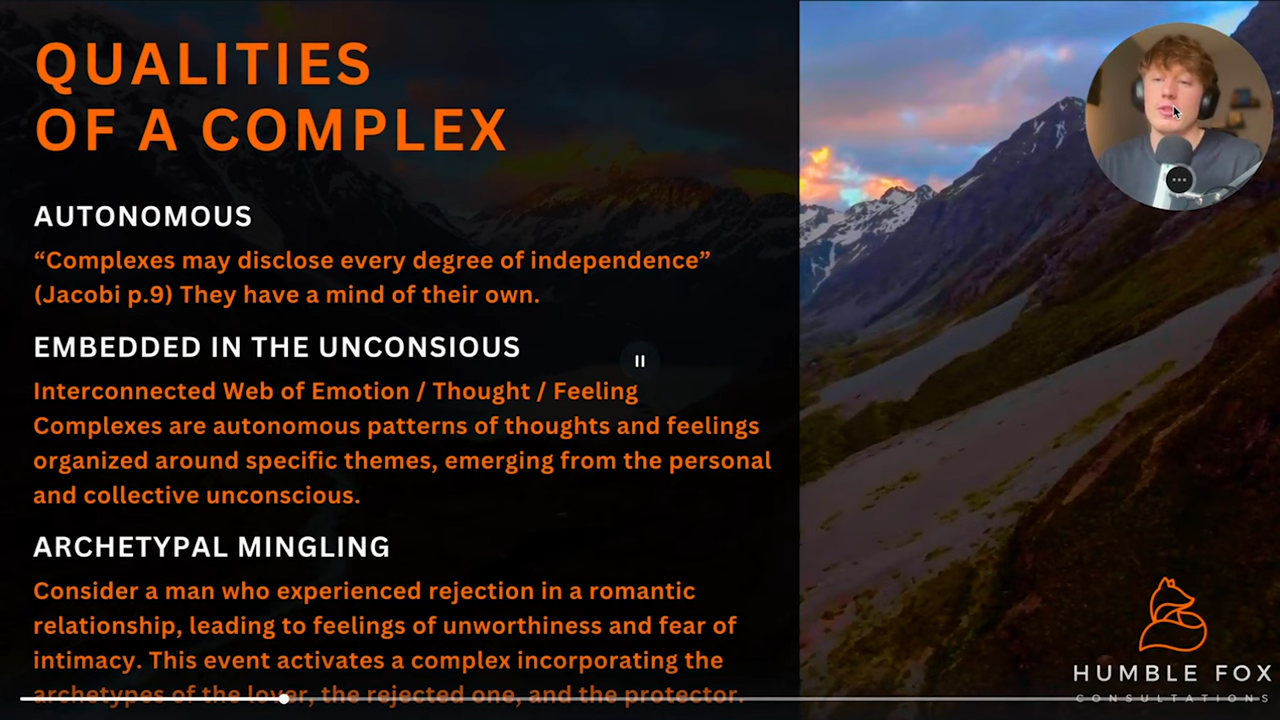 QUALITIES
OF A COMPLEX
AUTONOMOUS
“Complexes may disclose every degree of independence”
(Jacobi p.9) They have a mind of their own.
EMBEDDED IN THE UNCONSIOUS
Interconnected Web of Emotion / Thought / Feeling
Complexes are autonomous patterns of thoughts and feelings
organized around specific themes, emerging from the personal
and collective unconscious.
ARCHETYPAL MINGLING
Consider a man who experienced rejection in a romantic
relationship, leading to feelings of unworthiness and fear of
intimacy. This event activates a complex incorporating the
archetypes of the lover, the rejected one, and the protector.
HUMBLE FOX
CONSULTATIONS